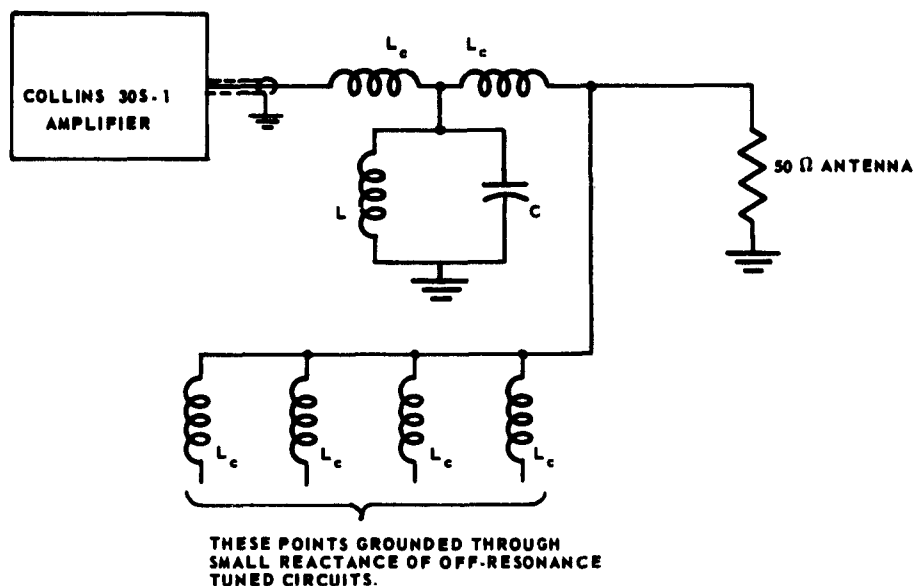 COLLINS 30S-1
AMPLIFIER
Lc
Lc
L
C
50 Ω ANTENNA
Lc
Lc
Lc
Lc
THESE POINTS GROUNDED THROUGH
SMALL REACTANCE OF OFF-RESONANCE
TUNED CIRCUITS.